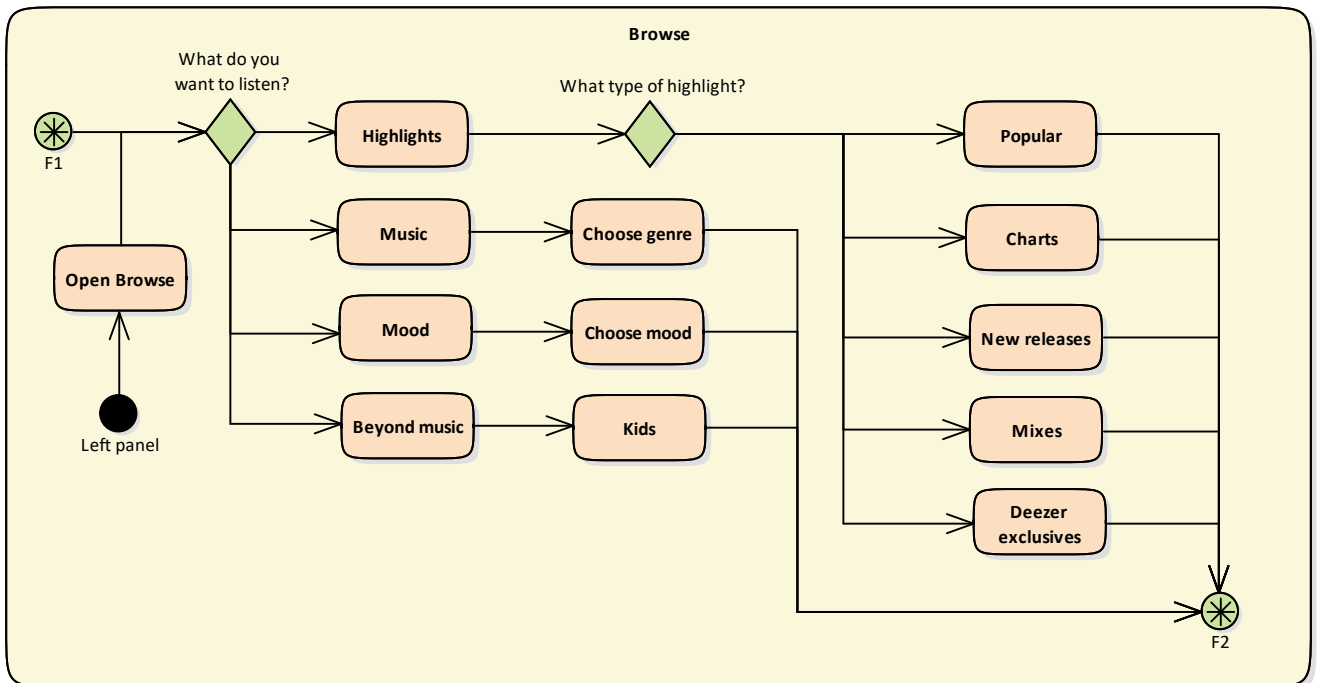 Browse
What do you
want to listen?
What type of highlight?
F1
Highlights
Popular
Music
Choose genre
Charts
Open Browse
Mood
Choose mood
New releases
Left panel
Beyond music
Kids
Mixes
Deezer
exclusives
F2